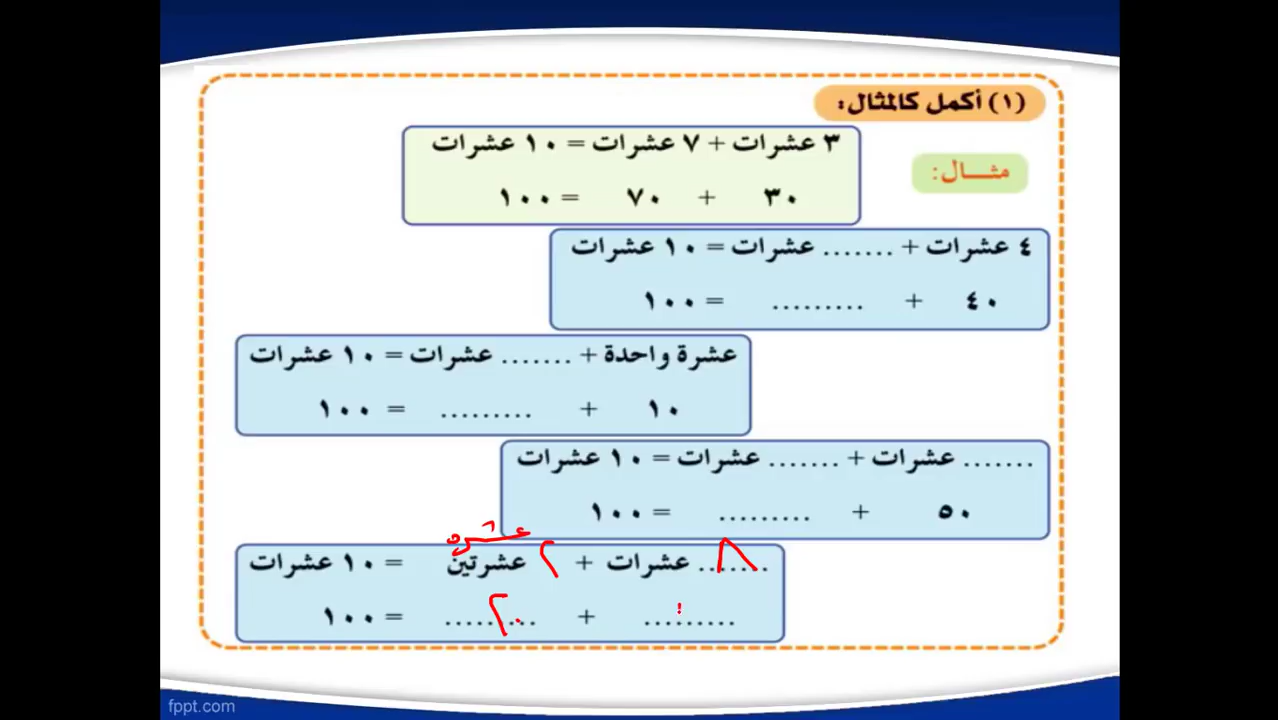 (١) أكمل كالمثال:
مثـــال:
٣ عشرات + ٧ عشرات = ١٠ عشرات
٣٠ + ٧٠ = ١٠٠
٤ عشرات + ....... عشرات = ١٠ عشرات
٤٠ + ......... = ١٠٠
عشرة واحدة + ....... عشرات = ١٠ عشرات
١٠ + ......... = ١٠٠
....... عشرات + ....... عشرات = ١٠ عشرات
٥٠ + ......... = ١٠٠
عشرة
٨ ....... عشرات + ٢ عشرتين = ١٠ عشرات
......... + ٢٠ ......... = ١٠٠
fppt.com